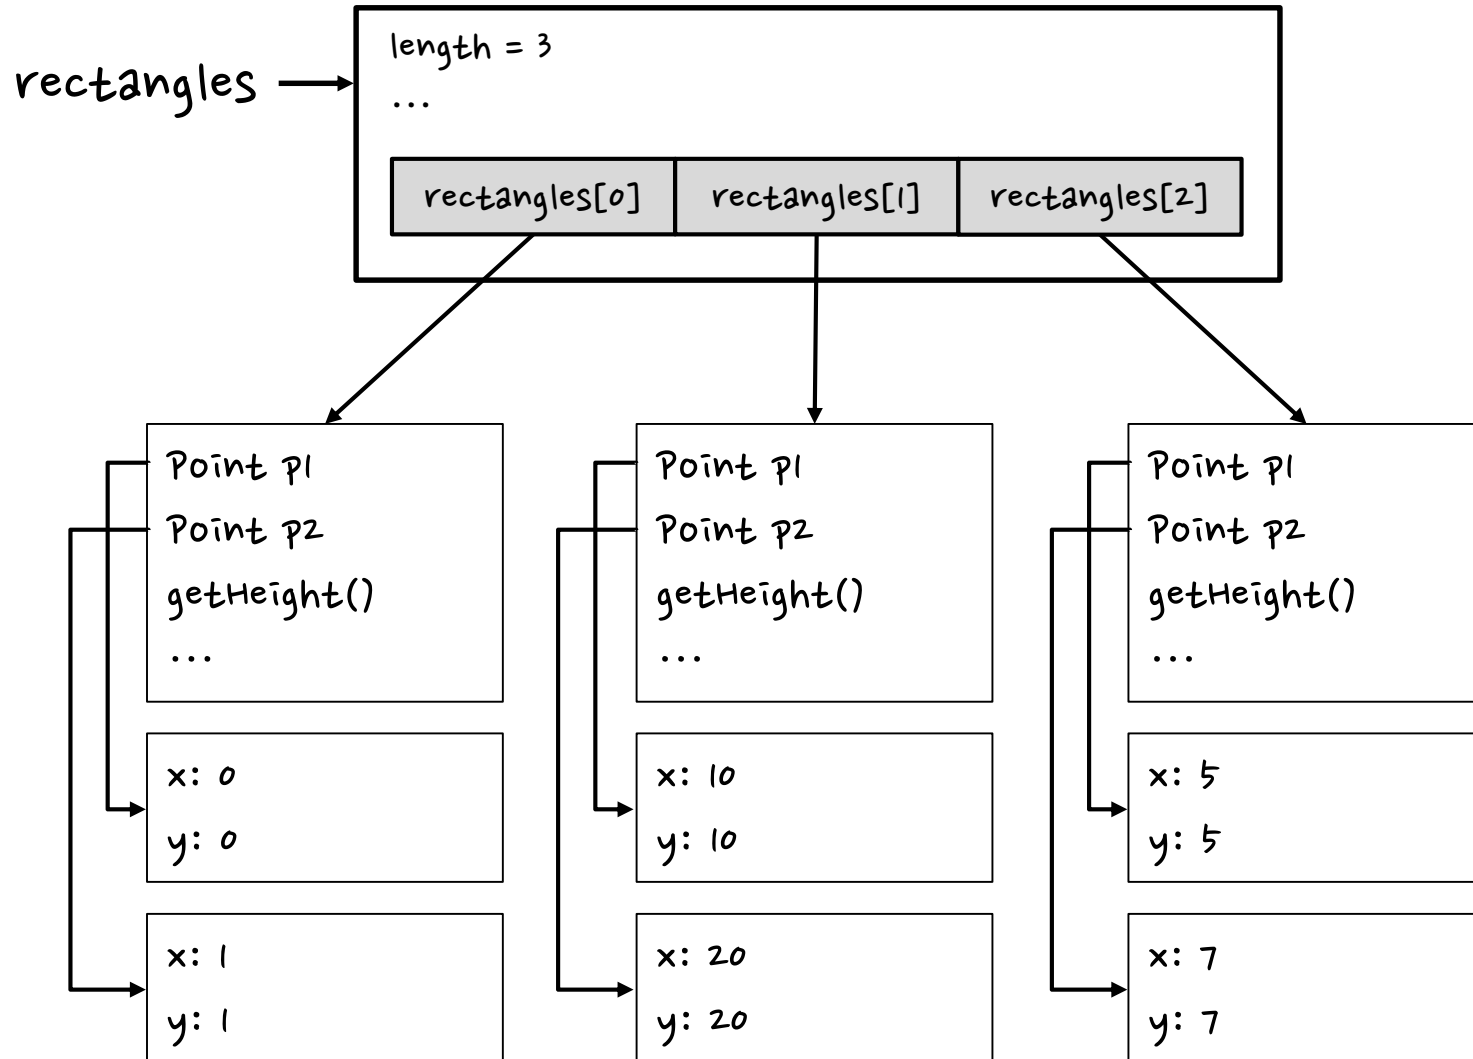 length = 3
rectangles
...
rectangles[0] rectangles[1] rectangles[2]
Point p1
Point p2
getHeight()
...
x: 0
y: 0
x: 1
y: 1
Point p1
Point p2
getHeight()
...
x: 10
y: 10
x: 20
y: 20
Point p1
Point p2
getHeight()
...
x: 5
y: 5
x: 7
y: 7